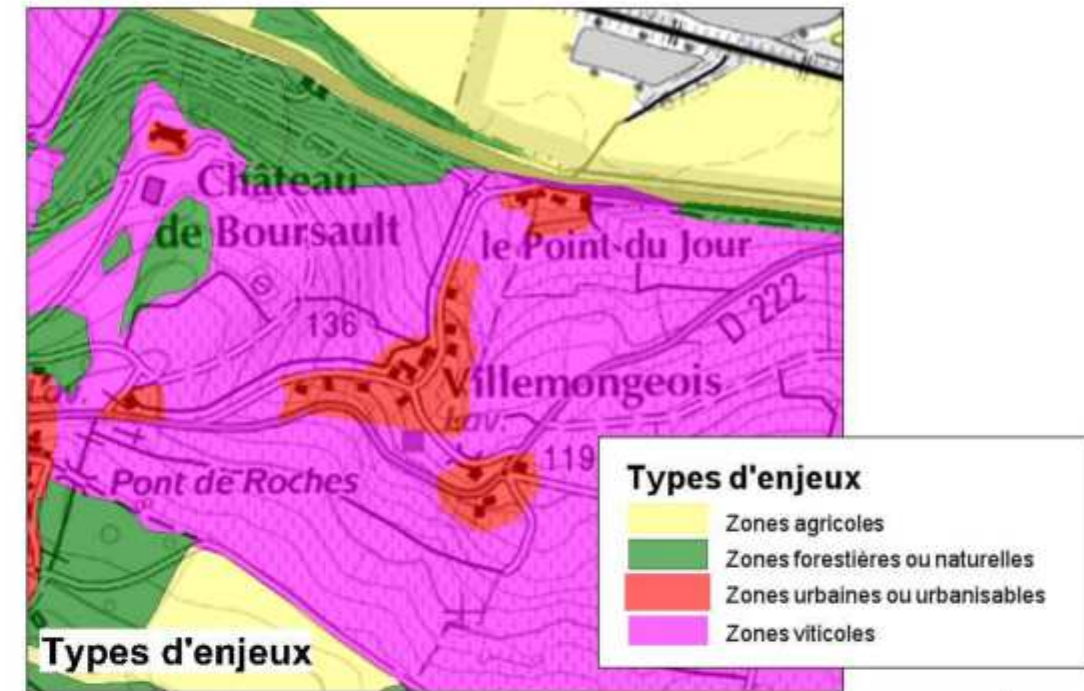 Château
de Boursault
le Point-du Jour
D-222
136
Villemongeois
Lav.
Lav.
119
Pont de Roches
Types d'enjeux
Types d'enjeux
Zones agricoles
Zones forestières ou naturelles
Zones urbaines ou urbanisables
Zones viticoles